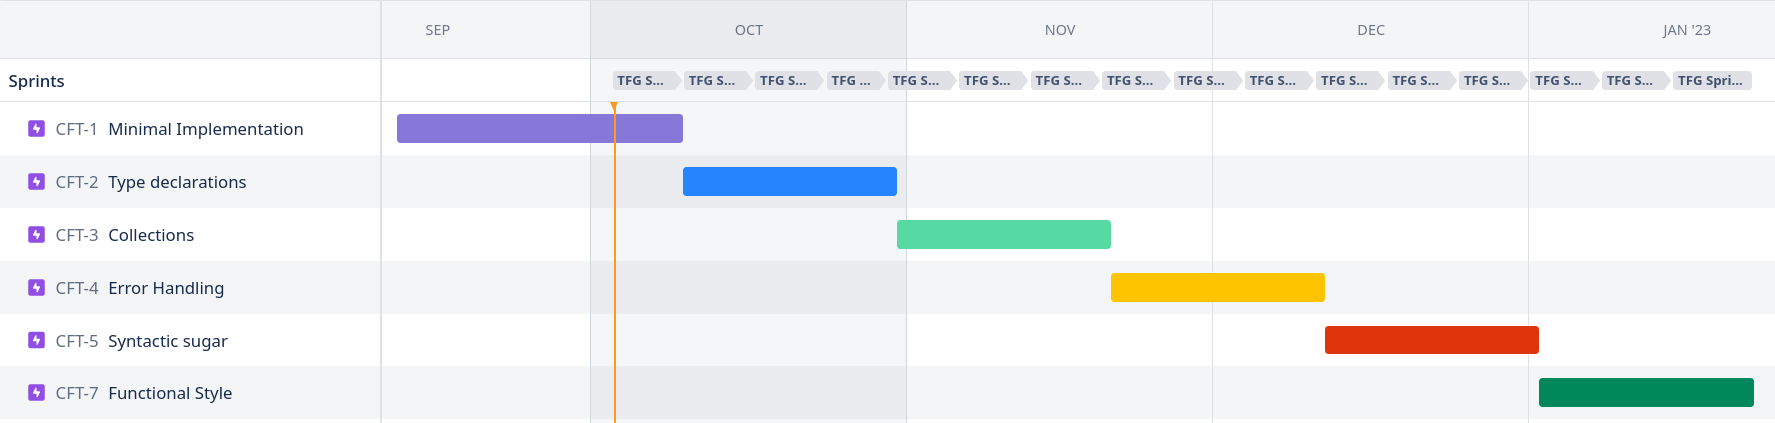 SEP OCT NOV DEC JAN '23
Sprints TFG S... TFG S... TFG S... TFG ... TFG S... TFG S... TFG S... TFG S... TFG S... TFG S... TFG S... TFG S... TFG S... TFG S... TFG S... TFG Spri...
CFT-1 Minimal Implementation
CFT-2 Type declarations
CFT-3 Collections
CFT-4 Error Handling
CFT-5 Syntactic sugar
CFT-7 Functional Style